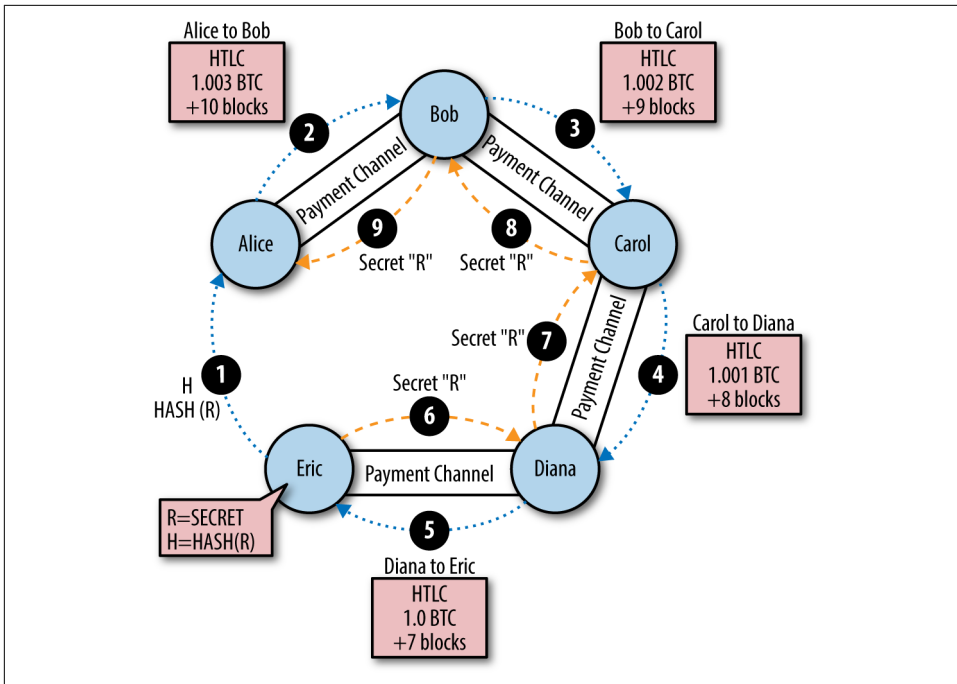 Alice to Bob
HTLC
1.003 BTC
+10 blocks
Bob to Carol
HTLC
1.002 BTC
+9 blocks
2
Bob
3
Payment Channel
Payment Channel
Alice
9
8
Carol
Secret "R"
Secret "R"
Secret "R"
7
Payment Channel
Carol to Diana
HTLC
1.001 BTC
+8 blocks
4
1
H
HASH (R)
Secret "R"
6
Eric
Payment Channel
Diana
R=SECRET
H=HASH(R)
5
Diana to Eric
HTLC
1.0 BTC
+7 blocks